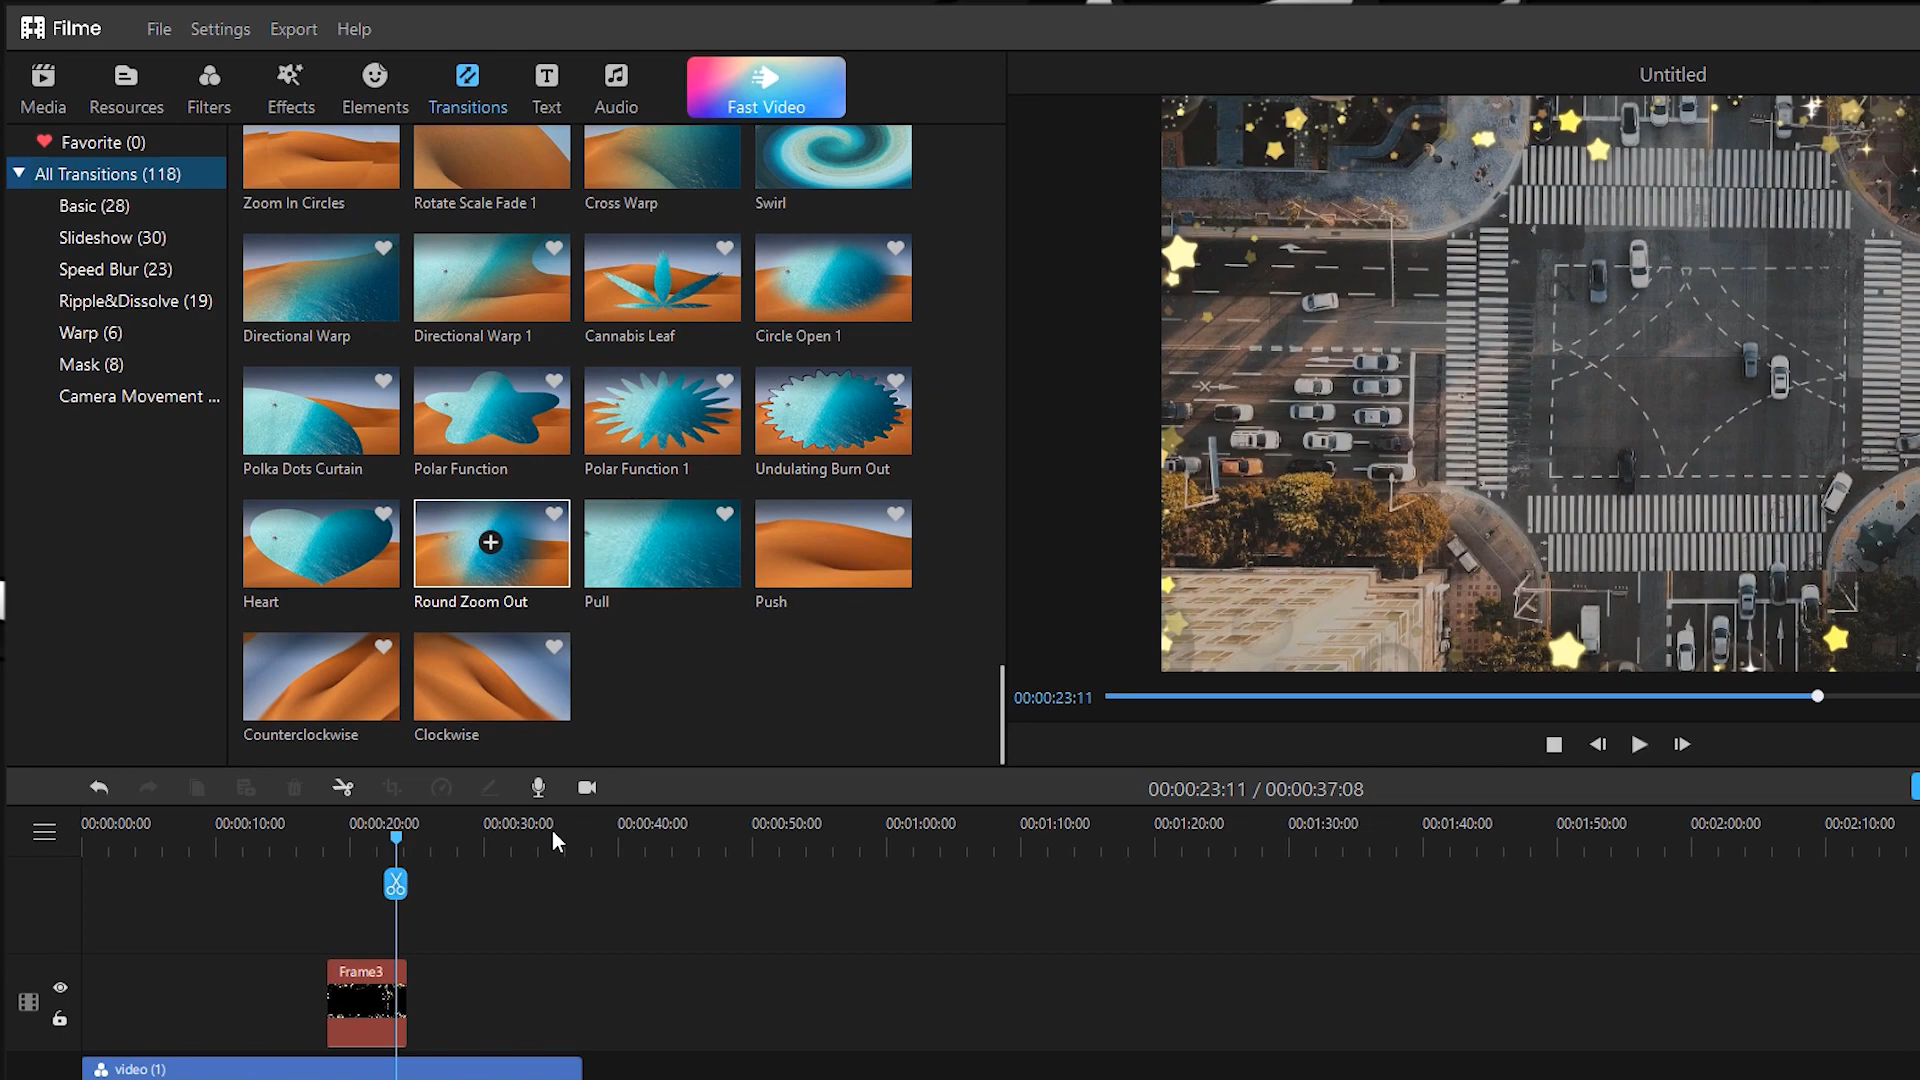 Filme
File Settings Export Help
Media Resources Filters Effects Elements Transitions Text Audio Fast Video
Untitled
Favorite (0)
All Transitions (118)
Basic (28)
Slideshow (30)
Speed Blur (23)
Ripple&Dissolve (19)
Warp (6)
Mask (8)
Camera Movement ...
Zoom In Circles Rotate Scale Fade 1 Cross Warp Swirl
Directional Warp Directional Warp 1 Cannabis Leaf Circle Open 1
Polka Dots Curtain Polar Function Polar Function 1 Undulating Burn Out
Heart Round Zoom Out Pull Push
Counterclockwise Clockwise
00:00:23:11
00:00:23:11 / 00:00:37:08
00:00:00:00 00:00:10:00 00:00:20:00 00:00:30:00 00:00:40:00 00:00:50:00 00:01:00:00 00:01:10:00 00:01:20:00 00:01:30:00 00:01:40:00 00:01:50:00 00:02:00:00 00:02:10:00
Frame3
video (1)